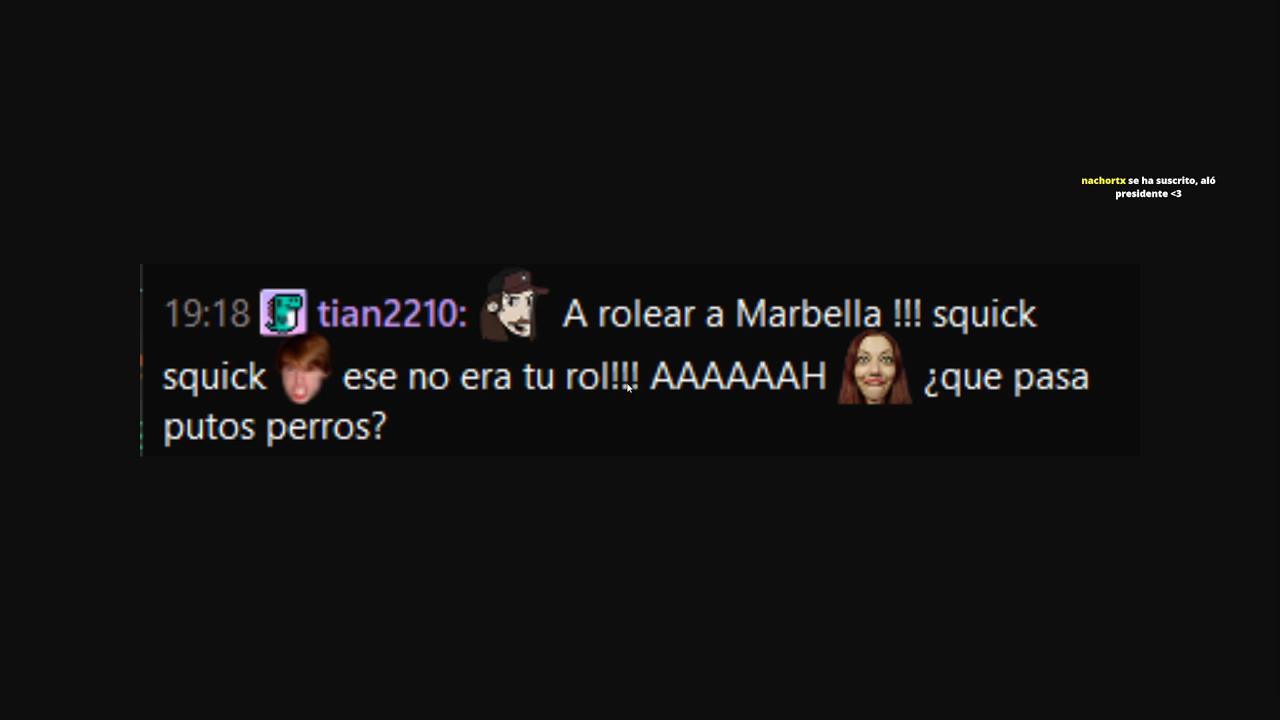 nachortx se ha suscrito, aló
presidente <3
19:18 tian2210: A rolear a Marbella !!! squick
squick ese no era tu rol!!! AAAAAAH ¿que pasa
putos perros?